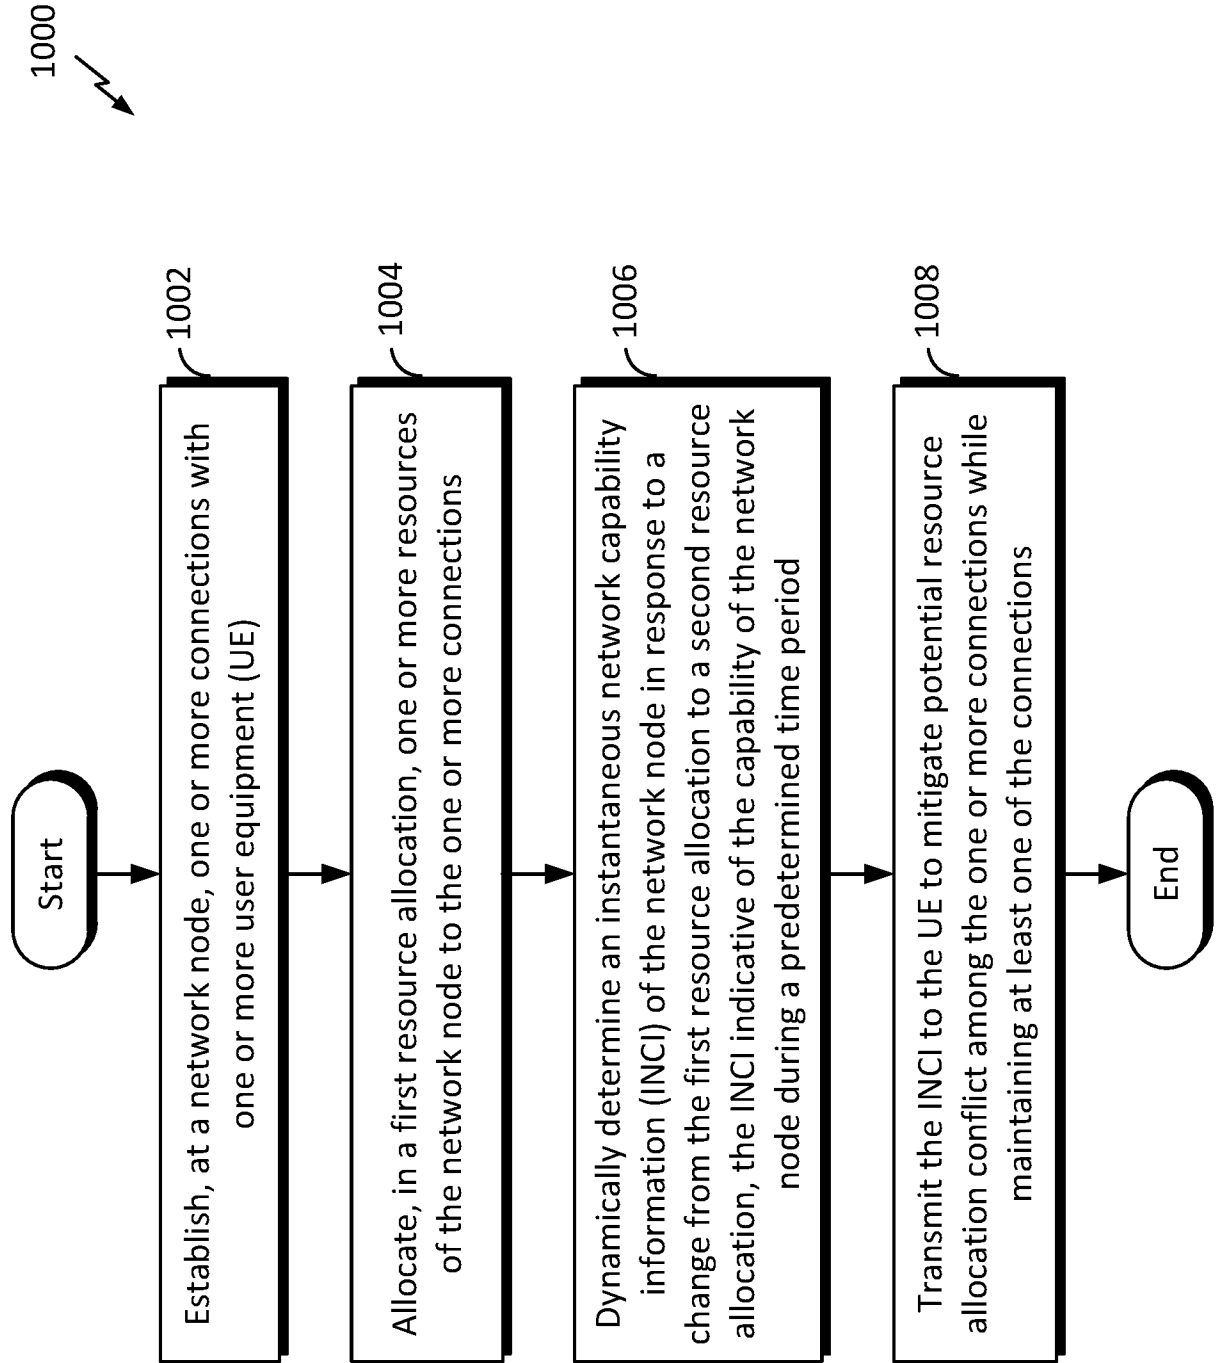 1000
Start
1002
Establish, at a network node, one or more connections with
one or more user equipment (UE)
1004
Allocate, in a first resource allocation, one or more resources
of the network node to the one or more connections
1006
Dynamically determine an instantaneous network capability
information (INCI) of the network node in response to a
change from the first resource allocation to a second resource
allocation, the INCI indicative of the capability of the network
node during a predetermined time period
1008
Transmit the INCI to the UE to mitigate potential resource
allocation conflict among the one or more connections while
maintaining at least one of the connections
End